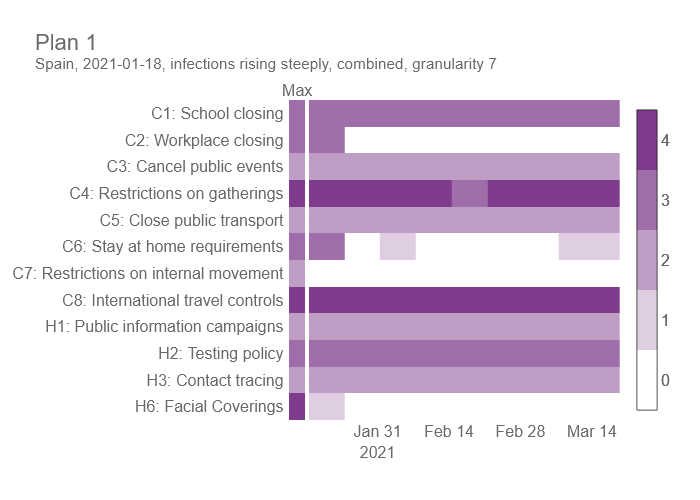 Plan 1
Spain, 2021-01-18, infections rising steeply, combined, granularity 7
Max
C1: School closing
C2: Workplace closing
C3: Cancel public events
C4: Restrictions on gatherings
C5: Close public transport
C6: Stay at home requirements
C7: Restrictions on internal movement
C8: International travel controls
H1: Public information campaigns
H2: Testing policy
H3: Contact tracing
H6: Facial Coverings
Jan 31 Feb 14 Feb 28 Mar 14
2021
4
3
2
1
0